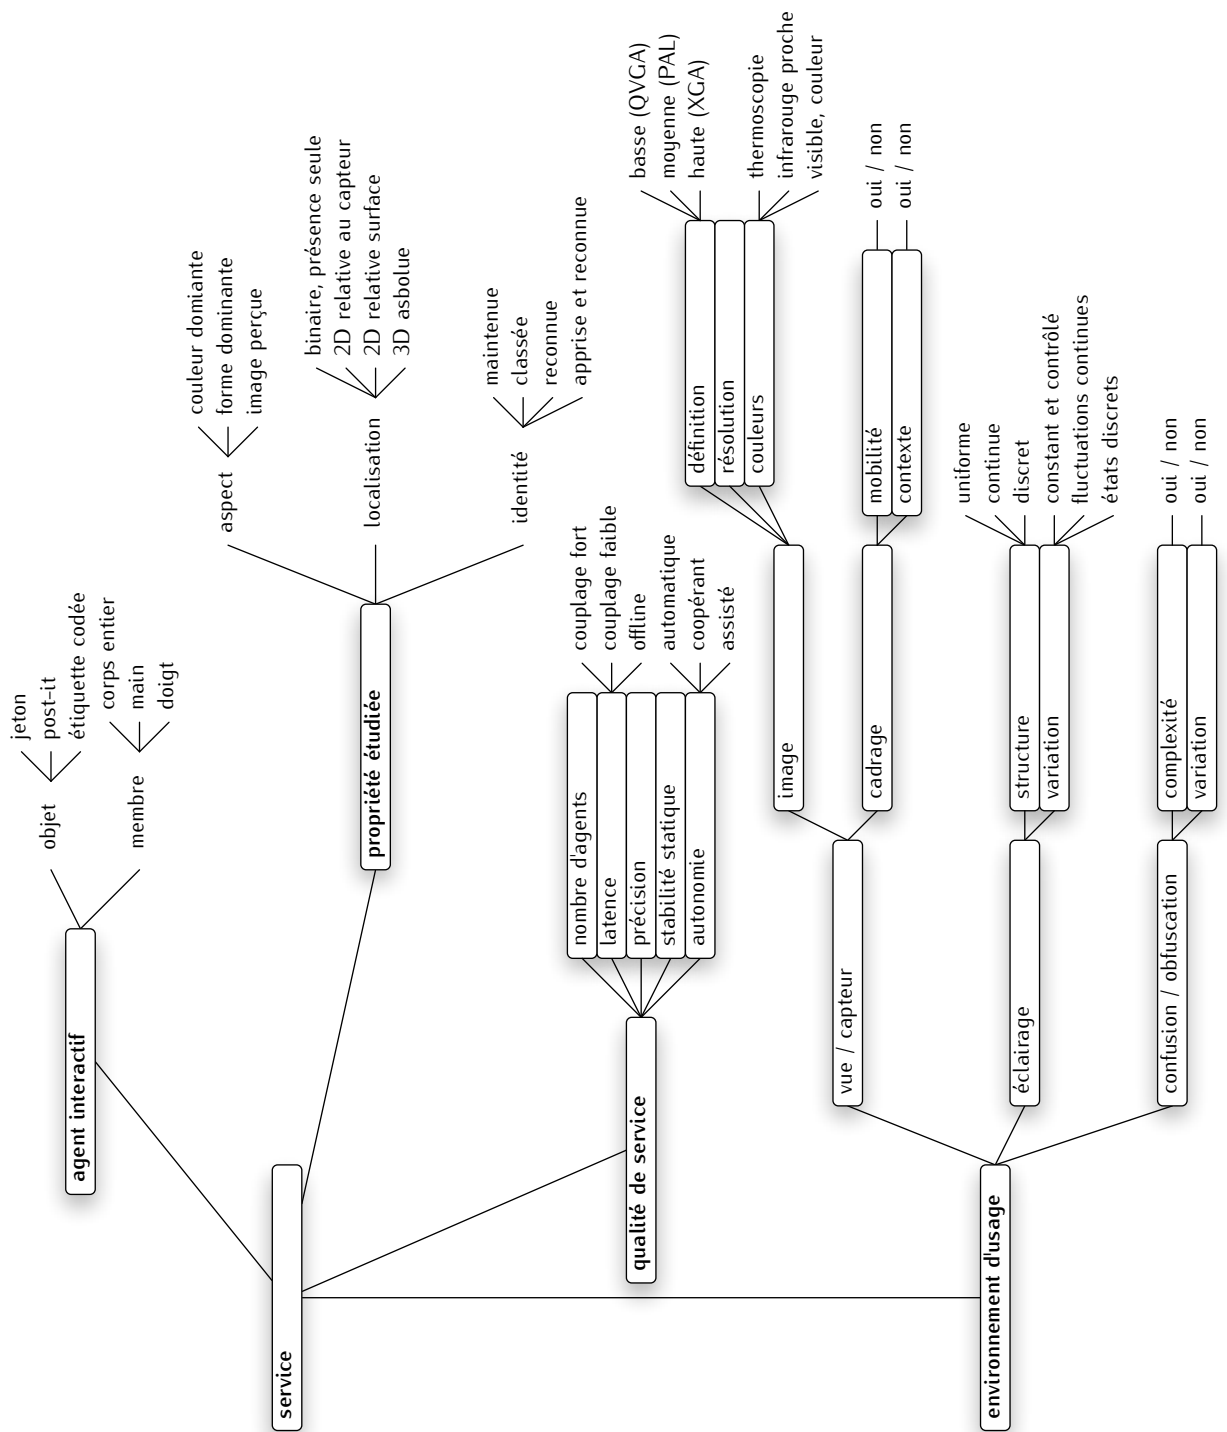 service
agent interactif
objet
jeton
post-it
étiquette codée
membre
corps entier
main
doigt
propriété étudiée
aspect
couleur domiante
forme dominante
image perçue
localisation
binaire, présence seule
2D relative au capteur
2D relative surface
3D asbolue
identité
maintenue
classée
reconnue
apprise et reconnue
qualité de service
nombre d'agents
latence
couplage fort
couplage faible
offline
précision
stabilité statique
autonomie
automatique
coopérant
assisté
environnement d'usage
vue / capteur
image
définition
basse (QVGA)
moyenne (PAL)
haute (XGA)
résolution
couleurs
thermoscopie
infrarouge proche
visible, couleur
cadrage
mobilité
oui / non
contexte
oui / non
éclairage
structure
uniforme
continue
discret
variation
constant et contrôlé
fluctuations continues
états discrets
confusion / obfuscation
complexité
oui / non
variation
oui / non